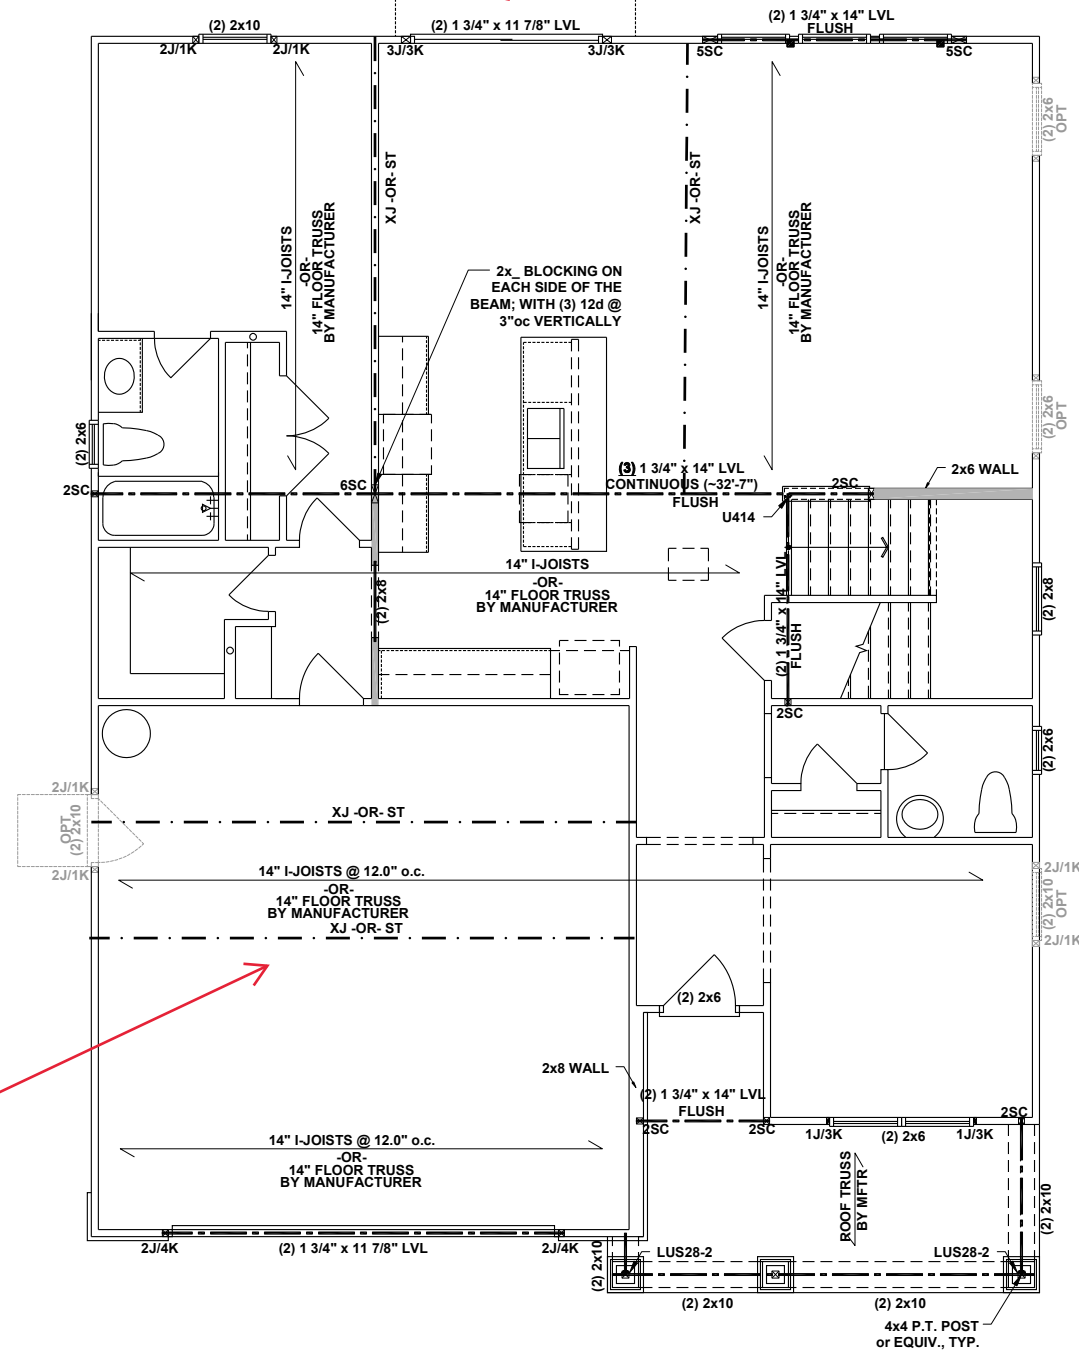 (2) 2x10
2J/1K
2J/1K
(2) 1 3/4" x 11 7/8" LVL
3J/3K
3J/3K
(2) 1 3/4" x 14" LVL
FLUSH
5SC
5SC
(2) 2x6
OPT
14" I-JOISTS
-OR-
14" FLOOR TRUSS
BY MANUFACTURER
XJ -OR- ST
XJ -OR- ST
14" I-JOISTS
-OR-
14" FLOOR TRUSS
BY MANUFACTURER
2x_ BLOCKING ON
EACH SIDE OF THE
BEAM; WITH (3) 12d @
3"oc VERTICALLY
(2) 2x6
OPT
(2) 2x6
2SC
6SC
(3) 1 3/4" x 14" LVL
CONTINUOUS (~32'-7")
FLUSH
2SC
2x6 WALL
U414
14" I-JOISTS
-OR-
14" FLOOR TRUSS
BY MANUFACTURER
(2) 2x8
(2) 1 3/4" x 14" LVL
FLUSH
(2) 2x8
2SC
(2) 2x6
2J/1K
OPT
(2) 2x10
2J/1K
XJ -OR- ST
14" I-JOISTS @ 12.0" o.c.
-OR-
14" FLOOR TRUSS
BY MANUFACTURER
XJ -OR- ST
2J/1K
(2) 2x10
OPT
2J/1K
(2) 2x6
2x8 WALL
(2) 1 3/4" x 14" LVL
FLUSH
2SC
2SC
1J/3K
(2) 2x6
1J/3K
2SC
14" I-JOISTS @ 12.0" o.c.
-OR-
14" FLOOR TRUSS
BY MANUFACTURER
ROOF TRUSS
BY MFTR
(2) 2x10
2J/4K
(2) 1 3/4" x 11 7/8" LVL
2J/4K
(2) 2x10
LUS28-2
LUS28-2
(2) 2x10
(2) 2x10
4x4 P.T. POST
or EQUIV., TYP.